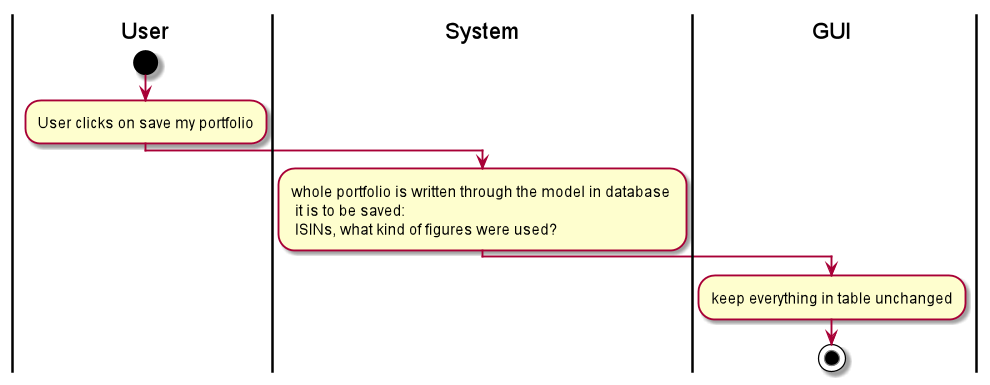 User
System
GUI
User clicks on save my portfolio
whole portfolio is written through the model in database
it is to be saved:
ISINs, what kind of figures were used?
keep everything in table unchanged